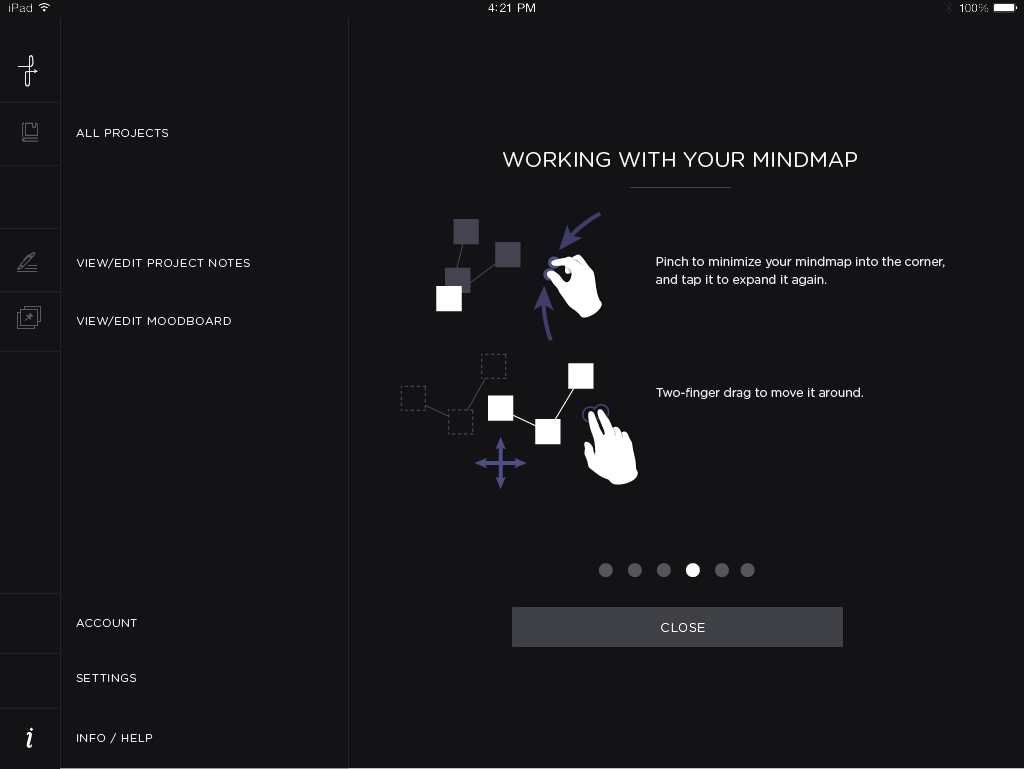 iPad 4:21 PM 100%
ALL PROJECTS
VIEW/EDIT PROJECT NOTES
VIEW/EDIT MOODBOARD
ACCOUNT
SETTINGS
i INFO / HELP
WORKING WITH YOUR MINDMAP
Pinch to minimize your mindmap into the corner,
and tap it to expand it again.
Two-finger drag to move it around.
CLOSE